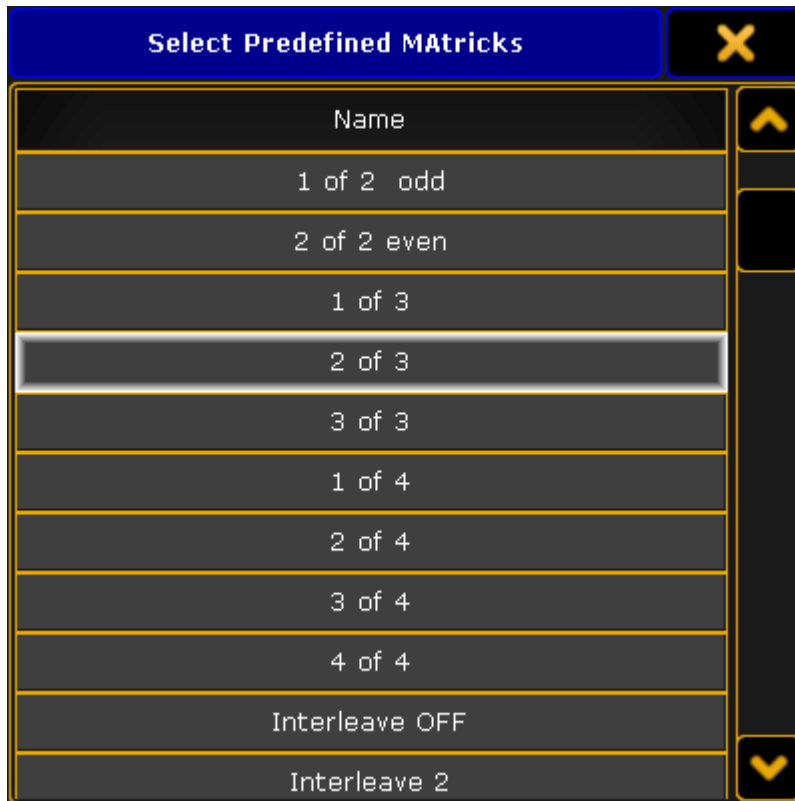 Select Predefined MAtricks
Name
1 of 2  odd
2 of 2 even
1 of 3
2 of 3
3 of 3
1 of 4
2 of 4
3 of 4
4 of 4
Interleave OFF
Interleave 2